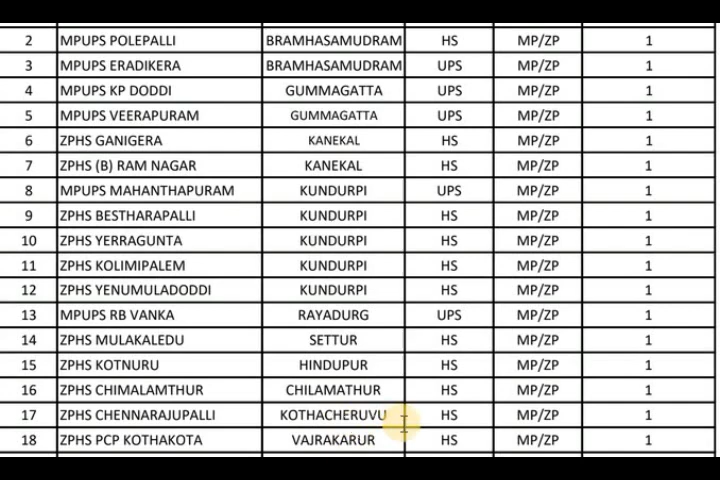 2 MPUPS POLEPALLI BRAMHASAMUDRAM HS MP/ZP 1
3 MPUPS ERADIKERA BRAMHASAMUDRAM UPS MP/ZP 1
4 MPUPS KP DODDI GUMMAGATTA UPS MP/ZP 1
5 MPUPS VEERAPURAM GUMMAGATTA UPS MP/ZP 1
6 ZPHS GANIGERA KANEKAL HS MP/ZP 1
7 ZPHS (B) RAM NAGAR KANEKAL HS MP/ZP 1
8 MPUPS MAHANTHAPURAM KUNDURPI UPS MP/ZP 1
9 ZPHS BESTHARAPALLI KUNDURPI HS MP/ZP 1
10 ZPHS YERRAGUNTA KUNDURPI HS MP/ZP 1
11 ZPHS KOLIMIPALEM KUNDURPI HS MP/ZP 1
12 ZPHS YENUMULADODDI KUNDURPI HS MP/ZP 1
13 MPUPS RB VANKA RAYADURG UPS MP/ZP 1
14 ZPHS MULAKALEDU SETTUR HS MP/ZP 1
15 ZPHS KOTNURU HINDUPUR HS MP/ZP 1
16 ZPHS CHIMALAMTHUR CHILAMATHUR HS MP/ZP 1
17 ZPHS CHENNARAJUPALLI KOTHACHERUVU HS MP/ZP 1
18 ZPHS PCP KOTHAKOTA VAJRAKARUR HS MP/ZP 1